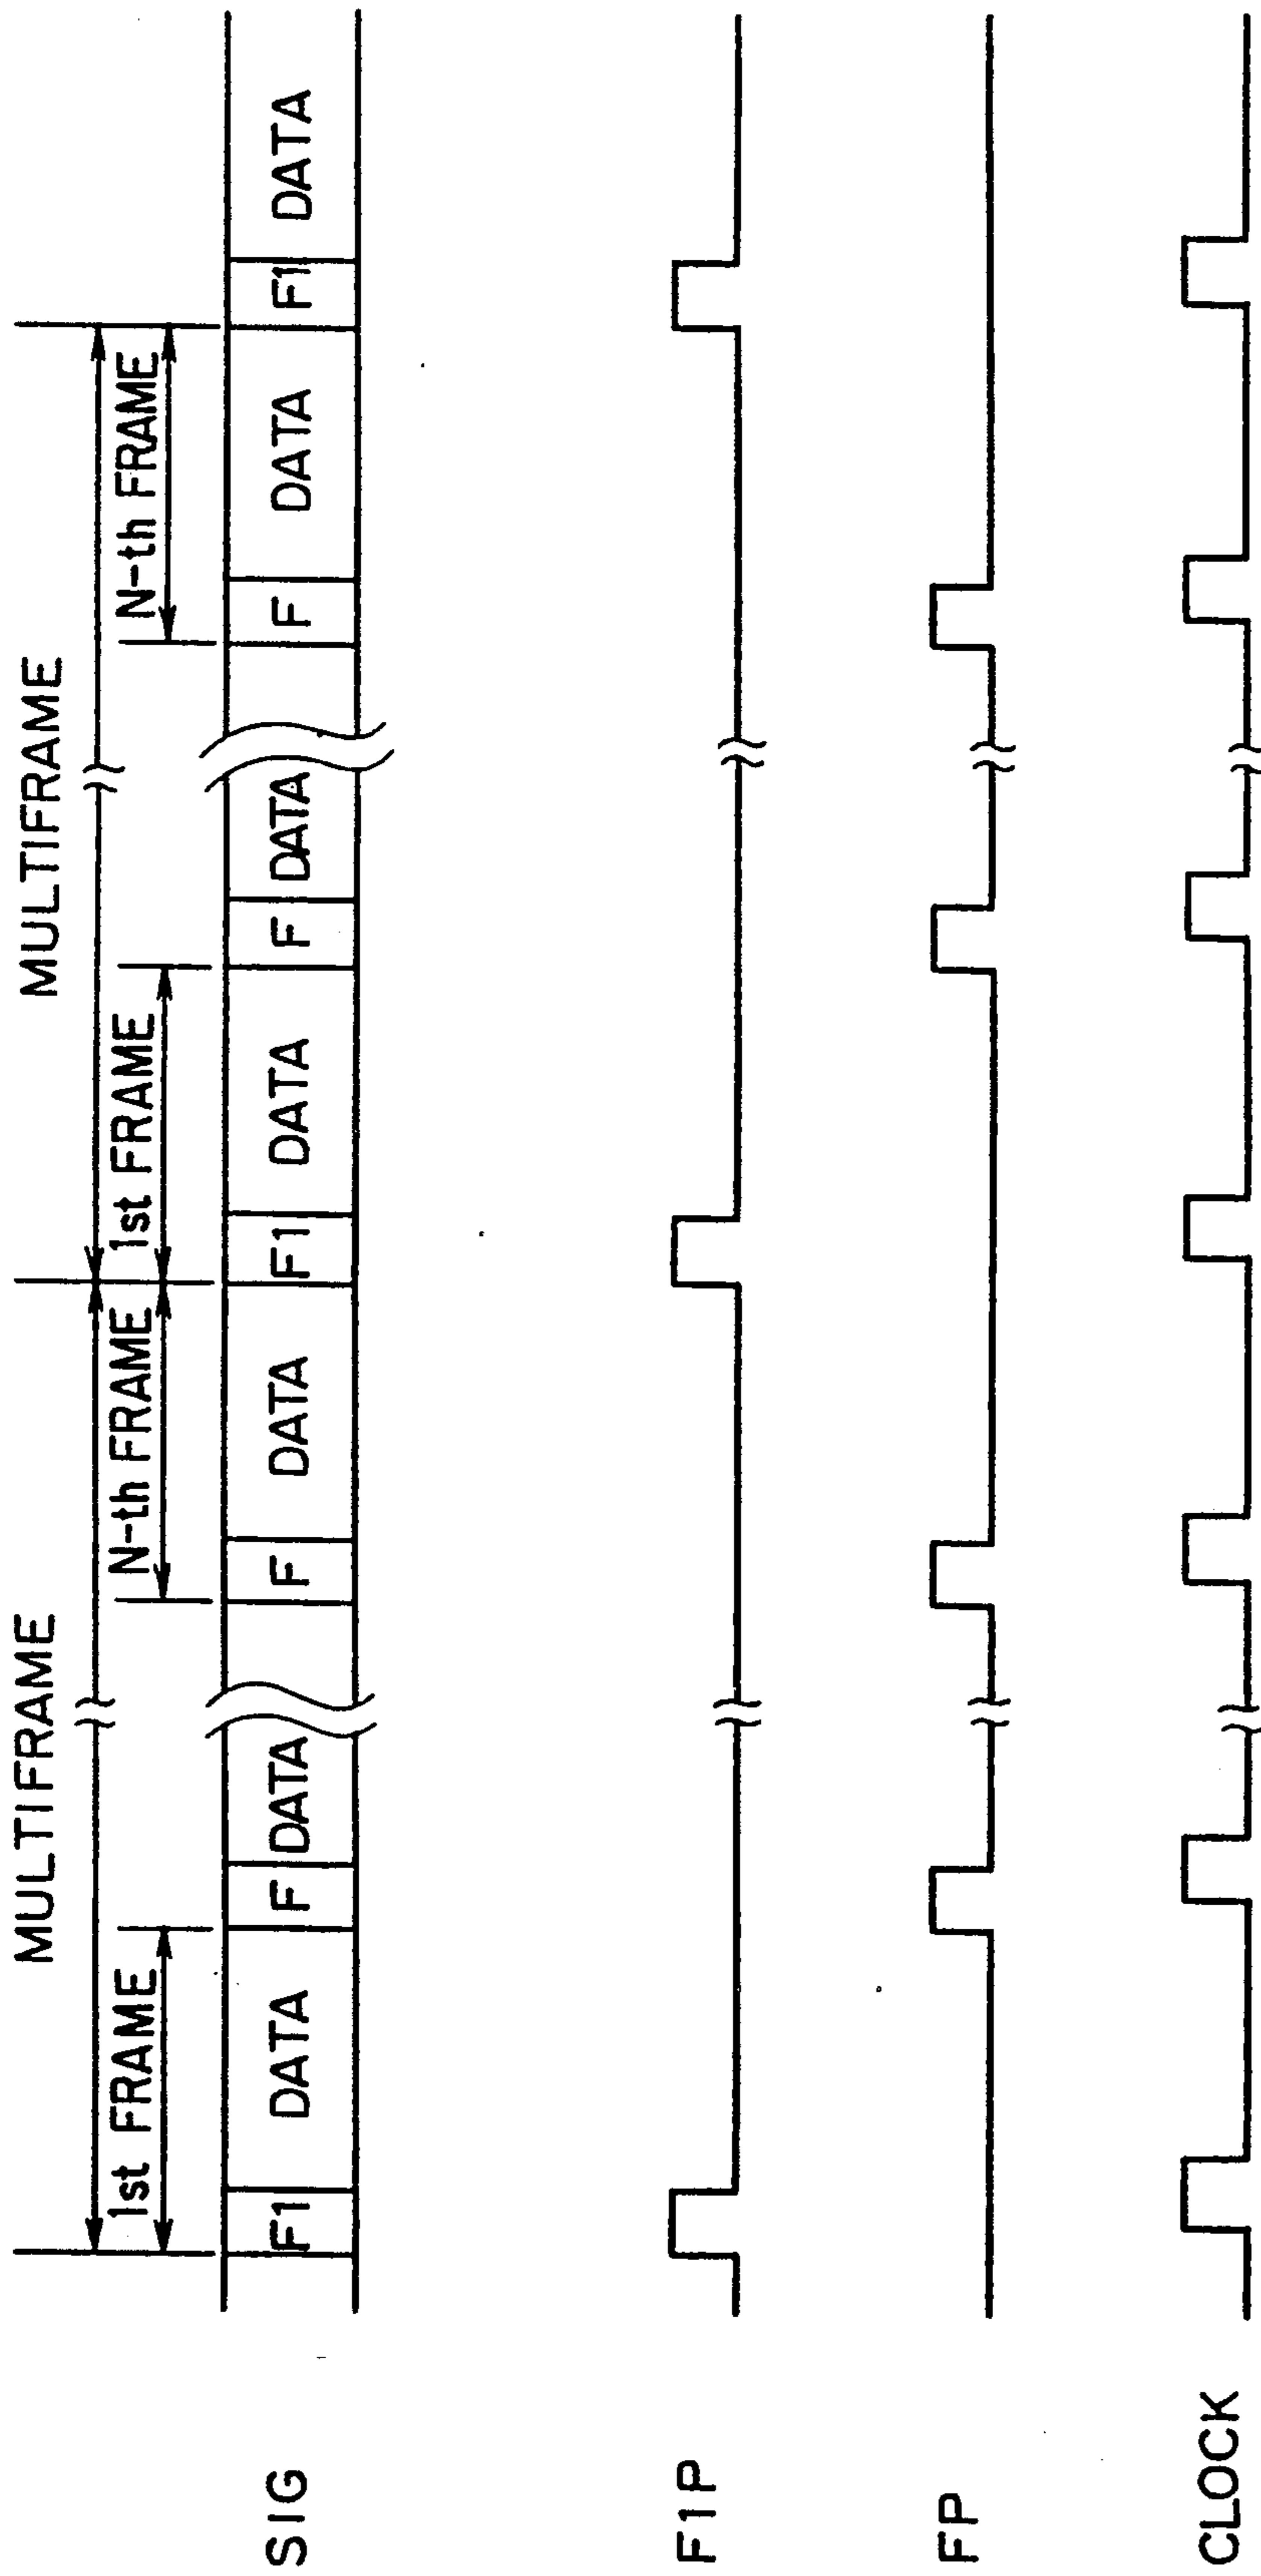 MULTIFRAME
MULTIFRAME
1st FRAME
N-th FRAME
1st FRAME
N-th FRAME
SIG
F1
DATA
F
DATA
F
DATA
F1
DATA
F
DATA
F
DATA
F1
DATA
F1P
FP
CLOCK